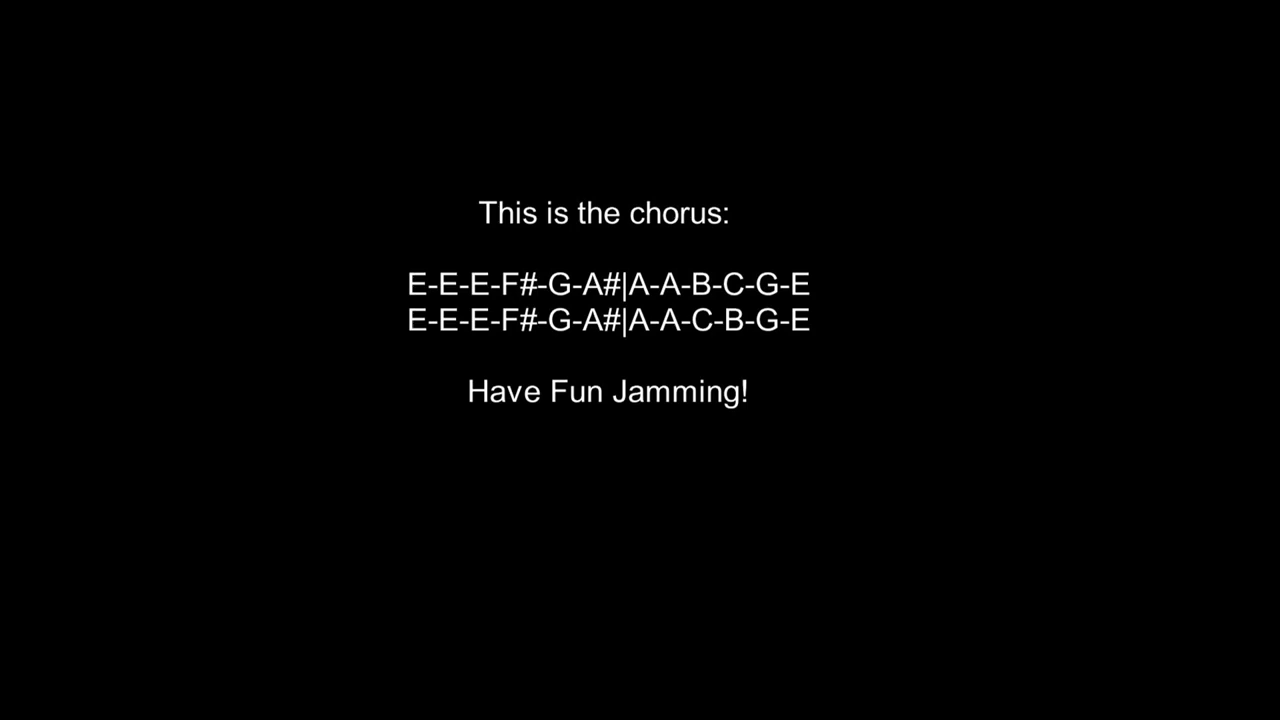 This is the chorus:
E-E-E-F#-G-A#|A-A-B-C-G-E
E-E-E-F#-G-A#|A-A-C-B-G-E
Have Fun Jamming!